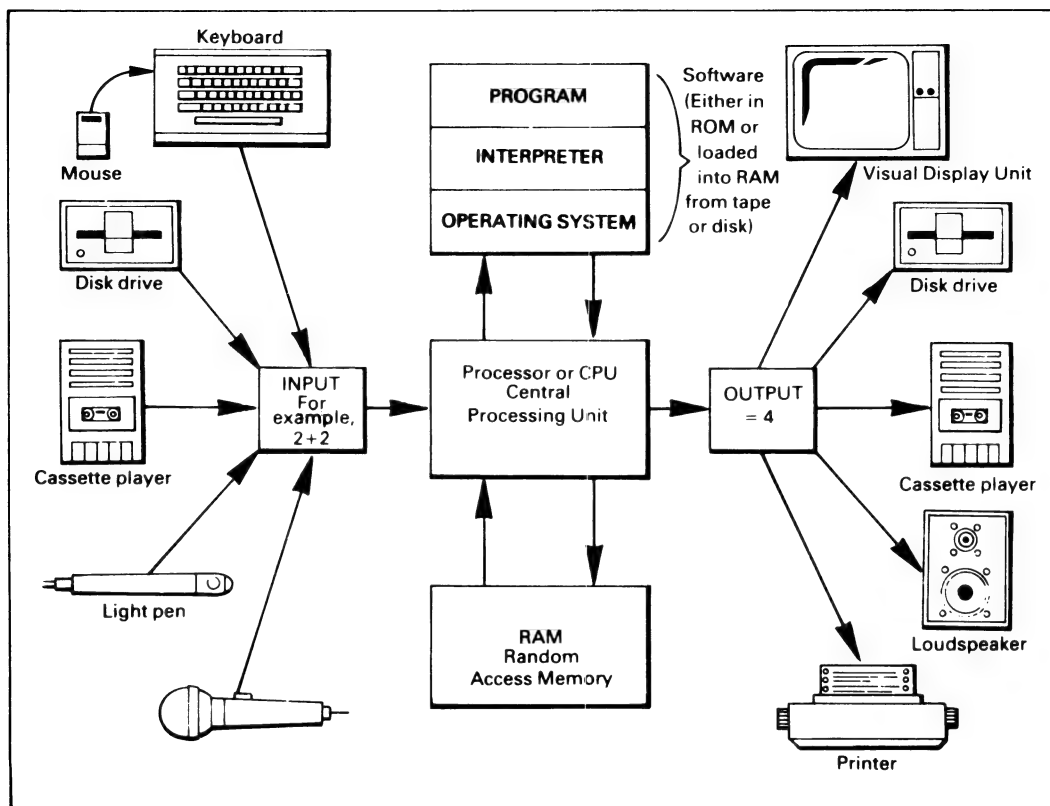 Keyboard
Mouse
Disk drive
Cassette player
Light pen
INPUT
For
example,
2+2
PROGRAM
INTERPRETER
OPERATING SYSTEM
Software
(Either in
ROM or
loaded
into RAM
from tape
or disk)
Processor or CPU
Central
Processing Unit
RAM
Random
Access Memory
OUTPUT
= 4
Visual Display Unit
Disk drive
Cassette player
Loudspeaker
Printer